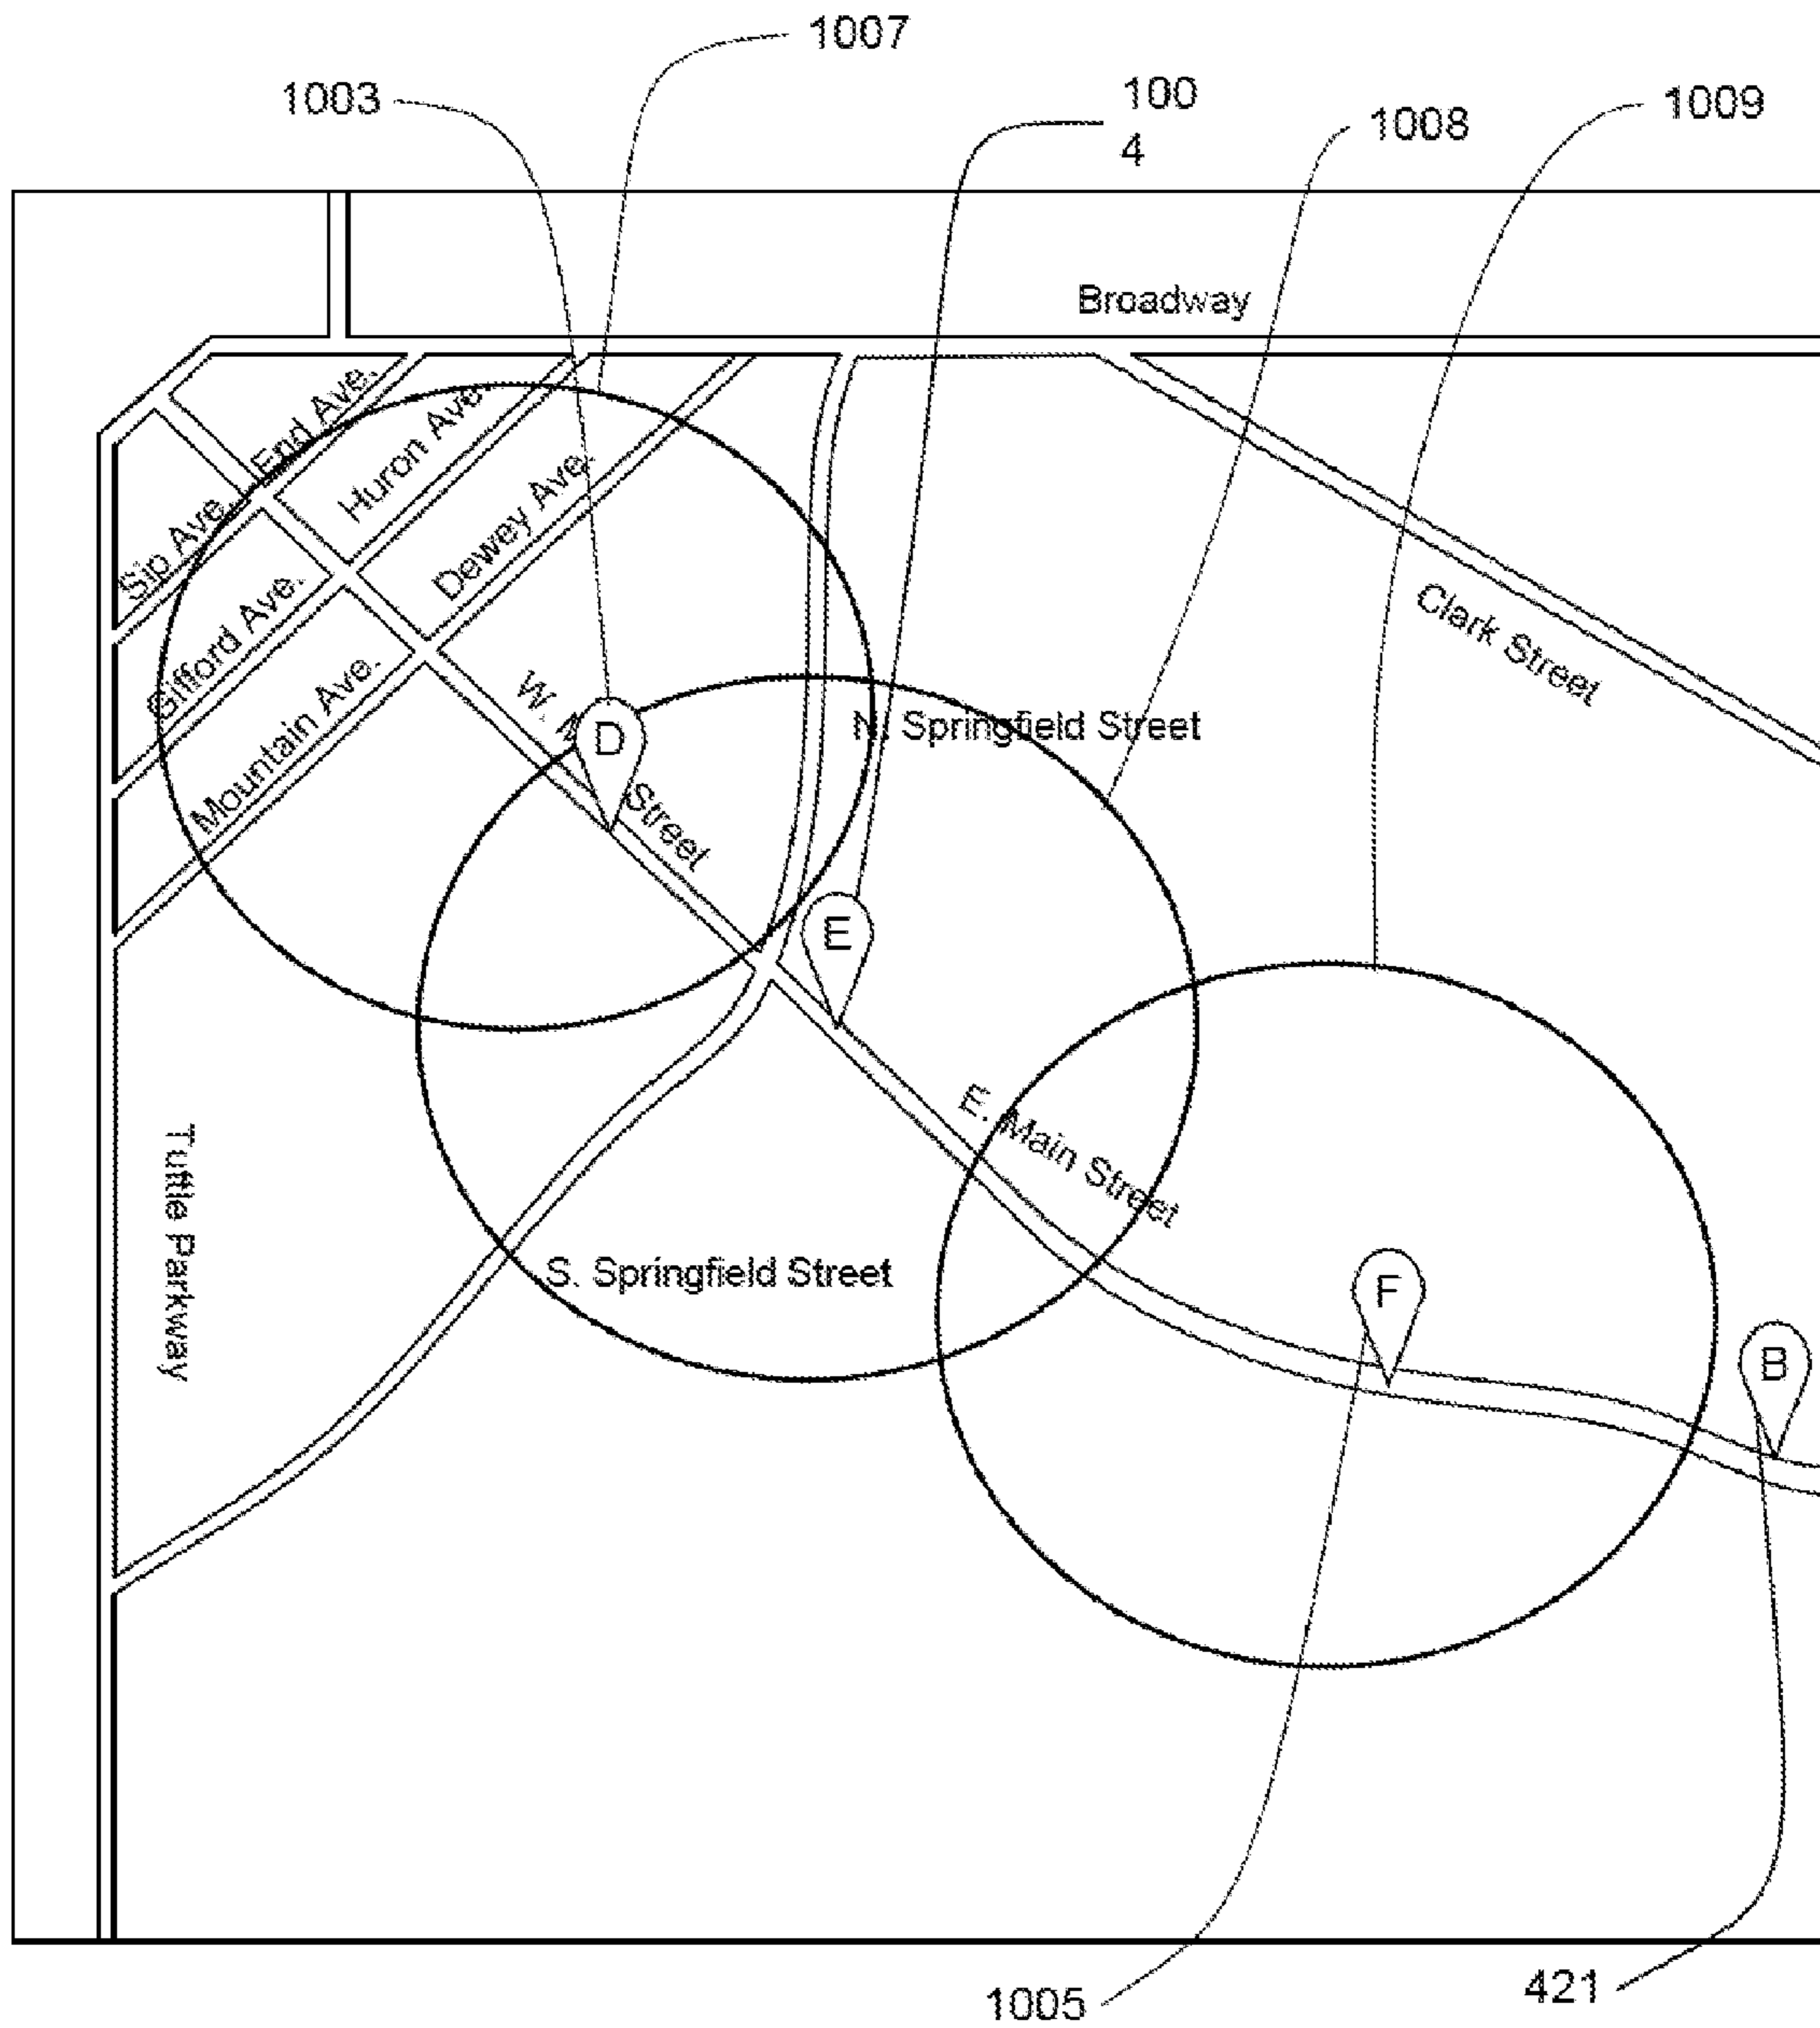 1007
1003
100
4
1008
1009
Broadway
End Ave.
Huron Ave.
Sip Ave.
Dewey Ave.
Gifford Ave.
Mountain Ave.
Clark Street
W.
Street
D
N. Springfield Street
E
E. Main Street
Tuttle Parkway
S. Springfield Street
F
B
421
1005